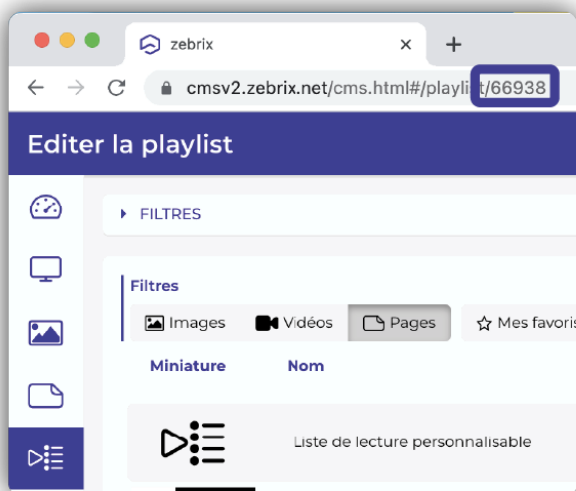 zebrix
cmsv2.zebrix.net/cms.html#/playlist/66938
Editer la playlist
FILTRES
Filtres
Images Vidéos Pages Mes favoris
Miniature Nom
Liste de lecture personnalisable